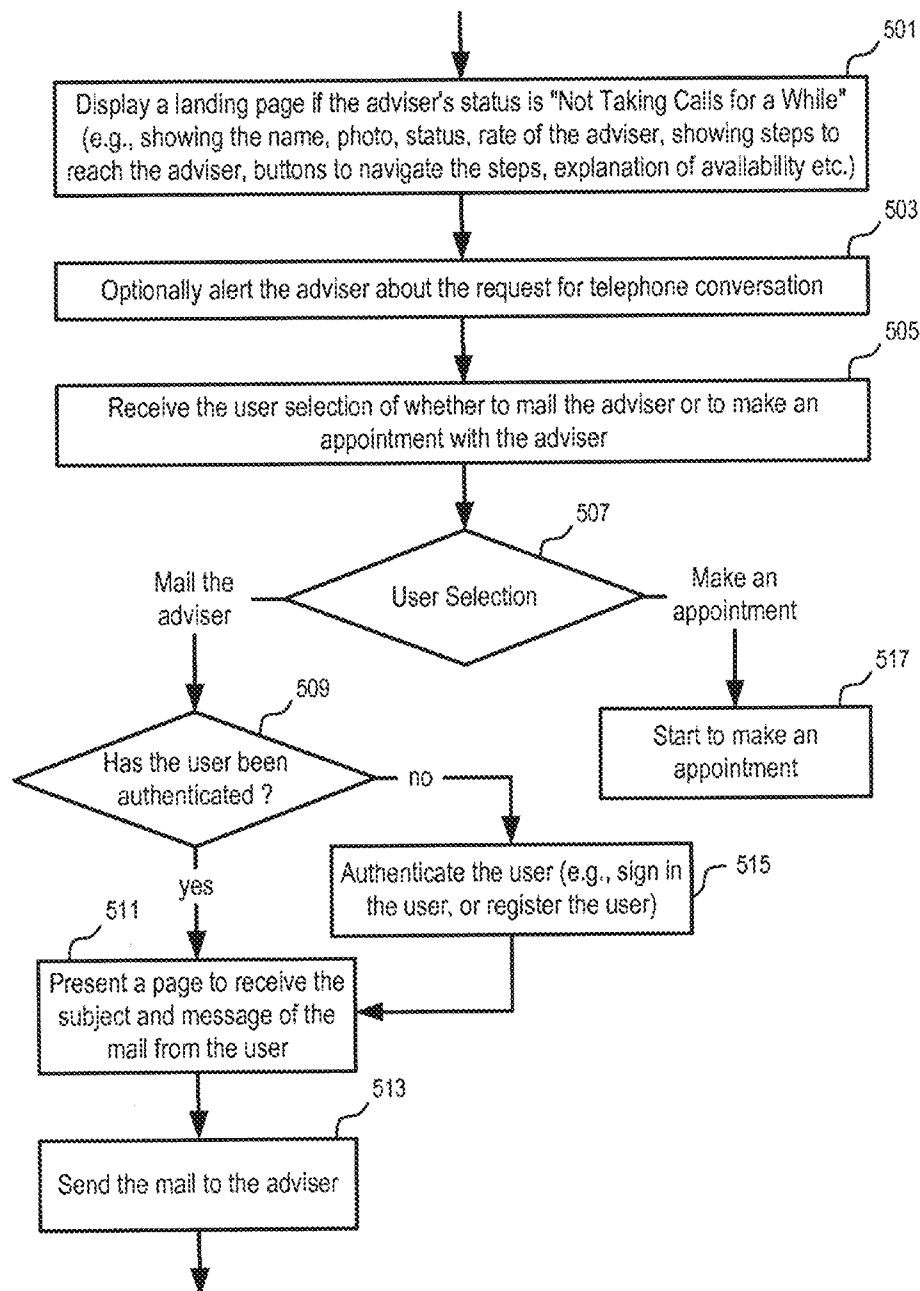 501
Display a landing page if the adviser's status is "Not Taking Calls for a While"
(e.g., showing the name, photo, status, rate of the adviser, showing steps to
reach the adviser, buttons to navigate the steps, explanation of availability etc.)
503
Optionally alert the adviser about the request for telephone conversation
505
Receive the user selection of whether to mail the adviser or to make an
appointment with the adviser
507
User Selection
Mail the
adviser
Make an
appointment
517
Start to make an
appointment
509
Has the user been
authenticated ?
no
yes
Authenticate the user (e.g., sign in
the user, or register the user)
515
511
Present a page to receive the
subject and message of the
mail from the user
513
Send the mail to the adviser